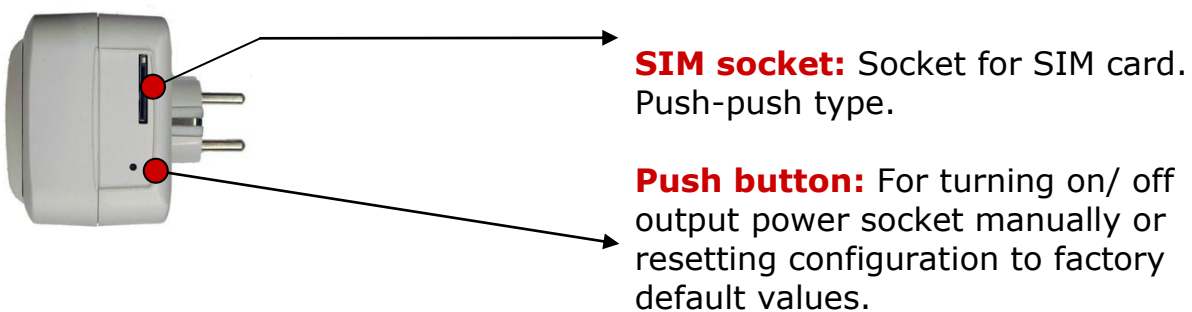 SIM socket: Socket for SIM card.
Push-push type.
Push button: For turning on/ off
output power socket manually or
resetting configuration to factory
default values.